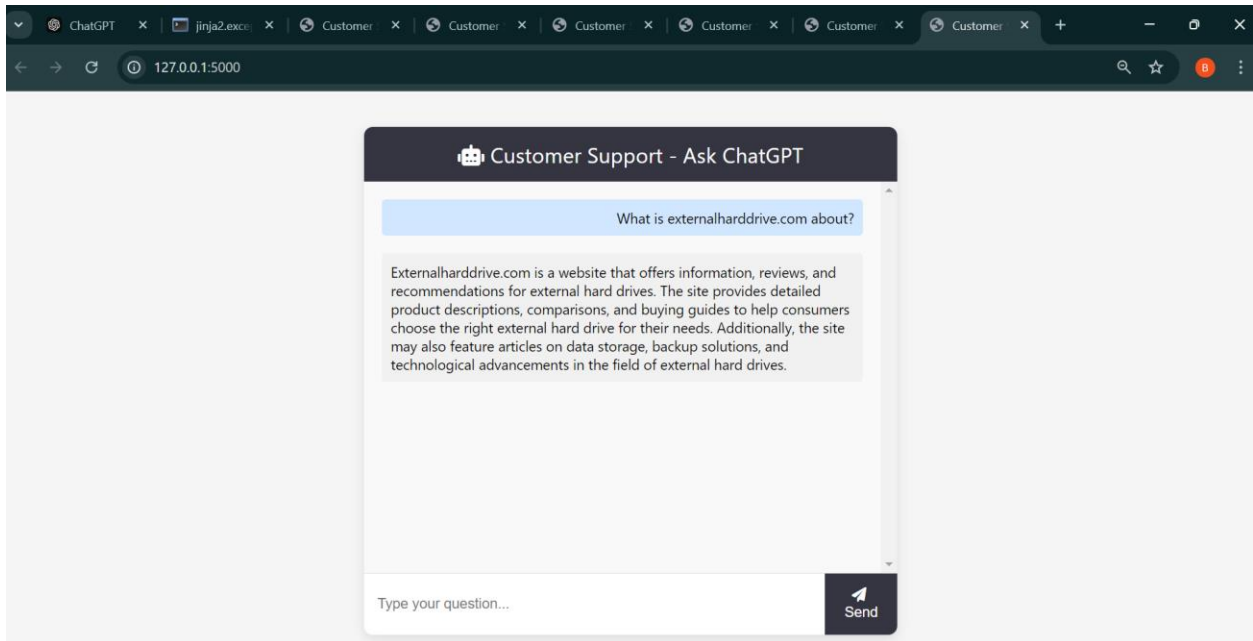 ChatGPT
jinja2.excep
Customer
Customer
Customer
Customer
Customer
Customer
127.0.0.1:5000
B
Customer Support - Ask ChatGPT
What is externalharddrive.com about?
Externalharddrive.com is a website that offers information, reviews, and
recommendations for external hard drives. The site provides detailed
product descriptions, comparisons, and buying guides to help consumers
choose the right external hard drive for their needs. Additionally, the site
may also feature articles on data storage, backup solutions, and
technological advancements in the field of external hard drives.
Type your question...
Send